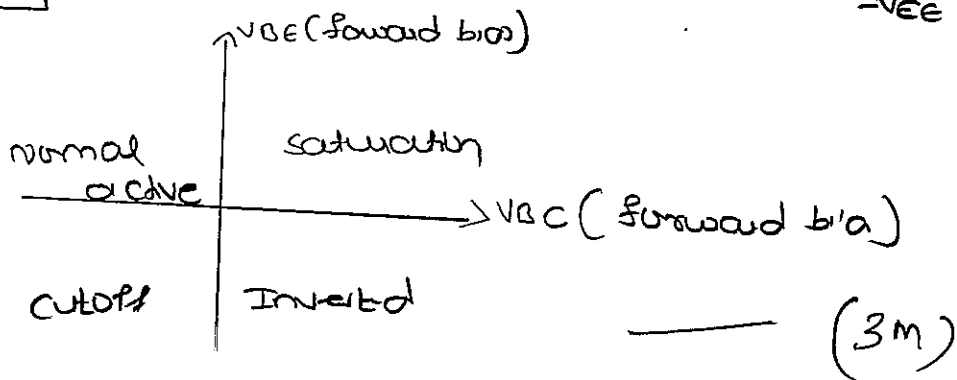 -VEE
VBE (foward bias)
normal saturation
active
VBC (forward bia)
Cutoff Inverted
(3M)